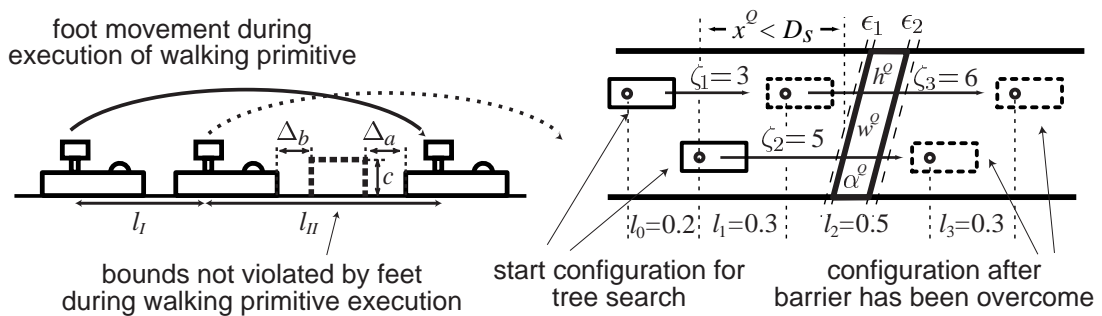 foot movement during
execution of walking primitive
Δb
Δa
c
lI
lII
bounds not violated by feet
during walking primitive execution
x^Q < DS
ϵ1
ϵ2
ζ1=3
h^Q
ζ3=6
ζ2=5
w^Q
α^Q
l0=0.2
l1=0.3
l2=0.5
l3=0.3
start configuration for
tree search
configuration after
barrier has been overcome